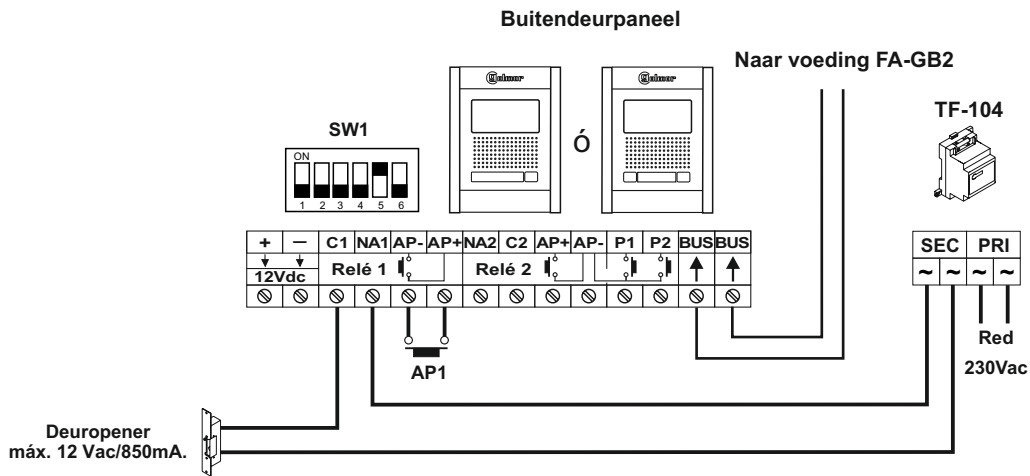 Buitendeurpaneel
Naar voeding FA-GB2
TF-104
SW1
ON
1 2 3 4 5 6
Golmar
Ó
Golmar
+ — C1 NA1 AP- AP+ NA2 C2 AP+ AP- P1 P2 BUS BUS
12Vdc Relé 1 Relé 2
SEC PRI
~ ~ ~ ~
AP1
Red
230Vac
Deuropener
máx. 12 Vac/850mA.